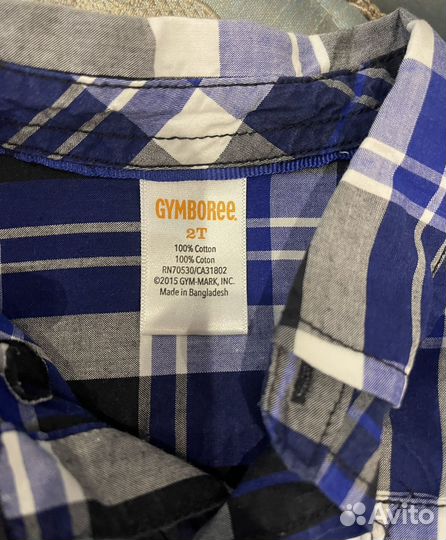 GYMBOREE
2T
100% Cotton
100% Coton
RN70530/CA31802
©2015 GYM-MARK, INC.
Made in Bangladesh
Avito